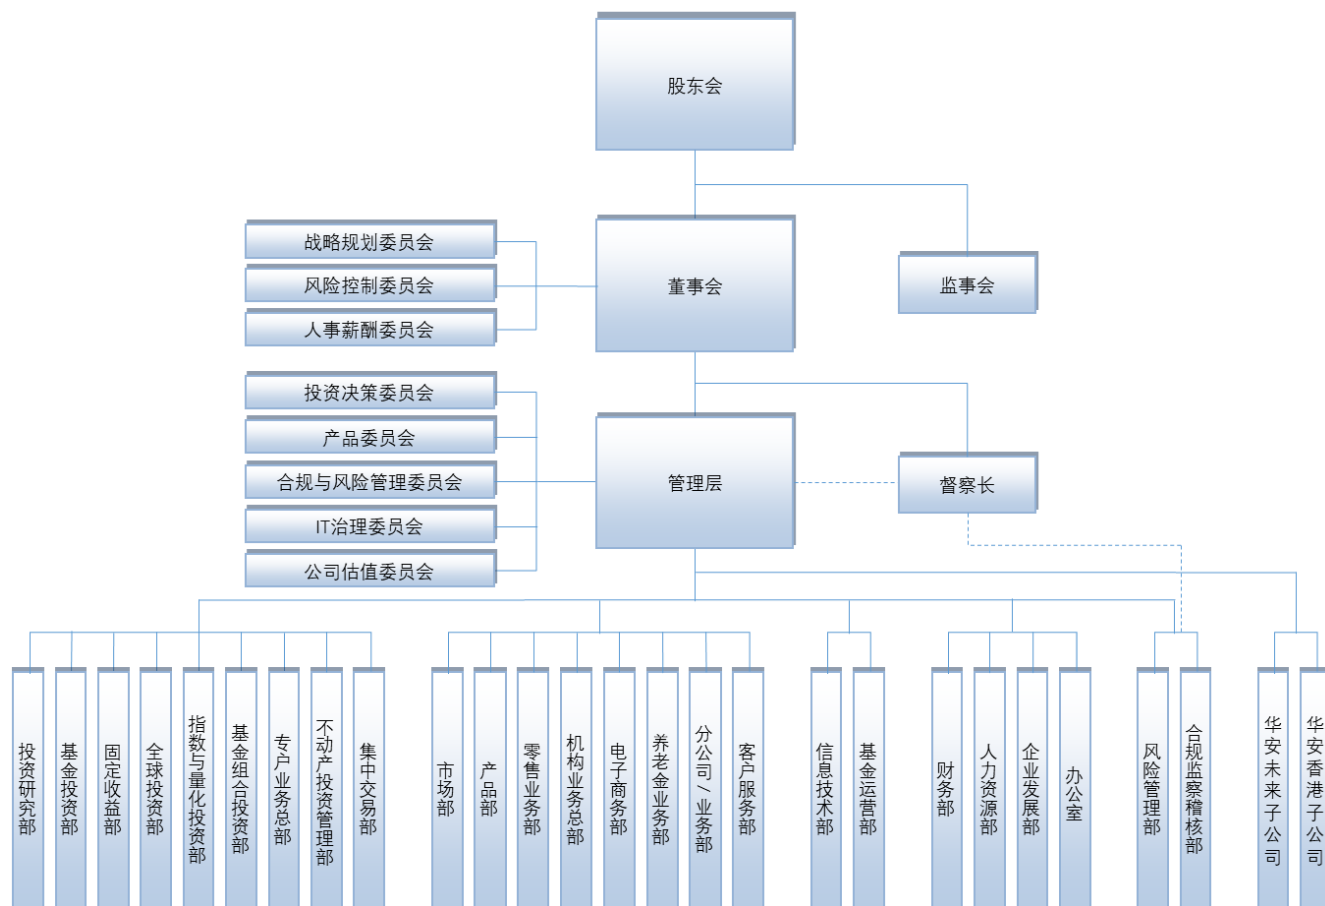 股东会
战略规划委员会
风险控制委员会
人事薪酬委员会
董事会
监事会
投资决策委员会
产品委员会
合规与风险管理委员会
IT治理委员会
公司估值委员会
管理层
督察长
投资研究部
基金投资部
固定收益部
全球投资部
指数与量化投资部
基金组合投资部
专户业务总部
不动产投资管理部
集中交易部
市场部
产品部
零售业务部
机构业务总部
电子商务部
养老金业务部
分公司/业务部
客户服务部
信息技术部
基金运营部
财务部
人力资源部
企业发展部
办公室
风险管理部
合规监察稽核部
华安未来子公司
华安香港子公司